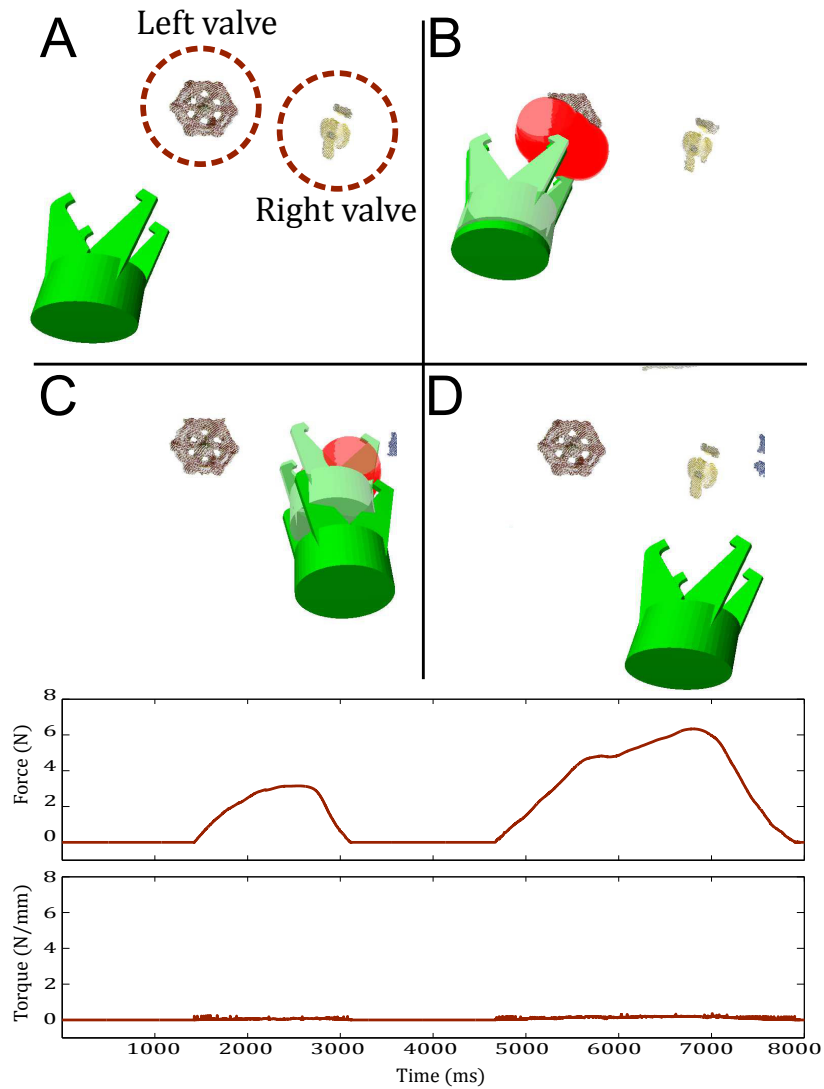 A
Left valve
Right valve
B
C
D
8
6
4
2
0
Force (N)
8
6
4
2
0
Torque (N/mm)
1000 2000 3000 4000 5000 6000 7000 8000
Time (ms)